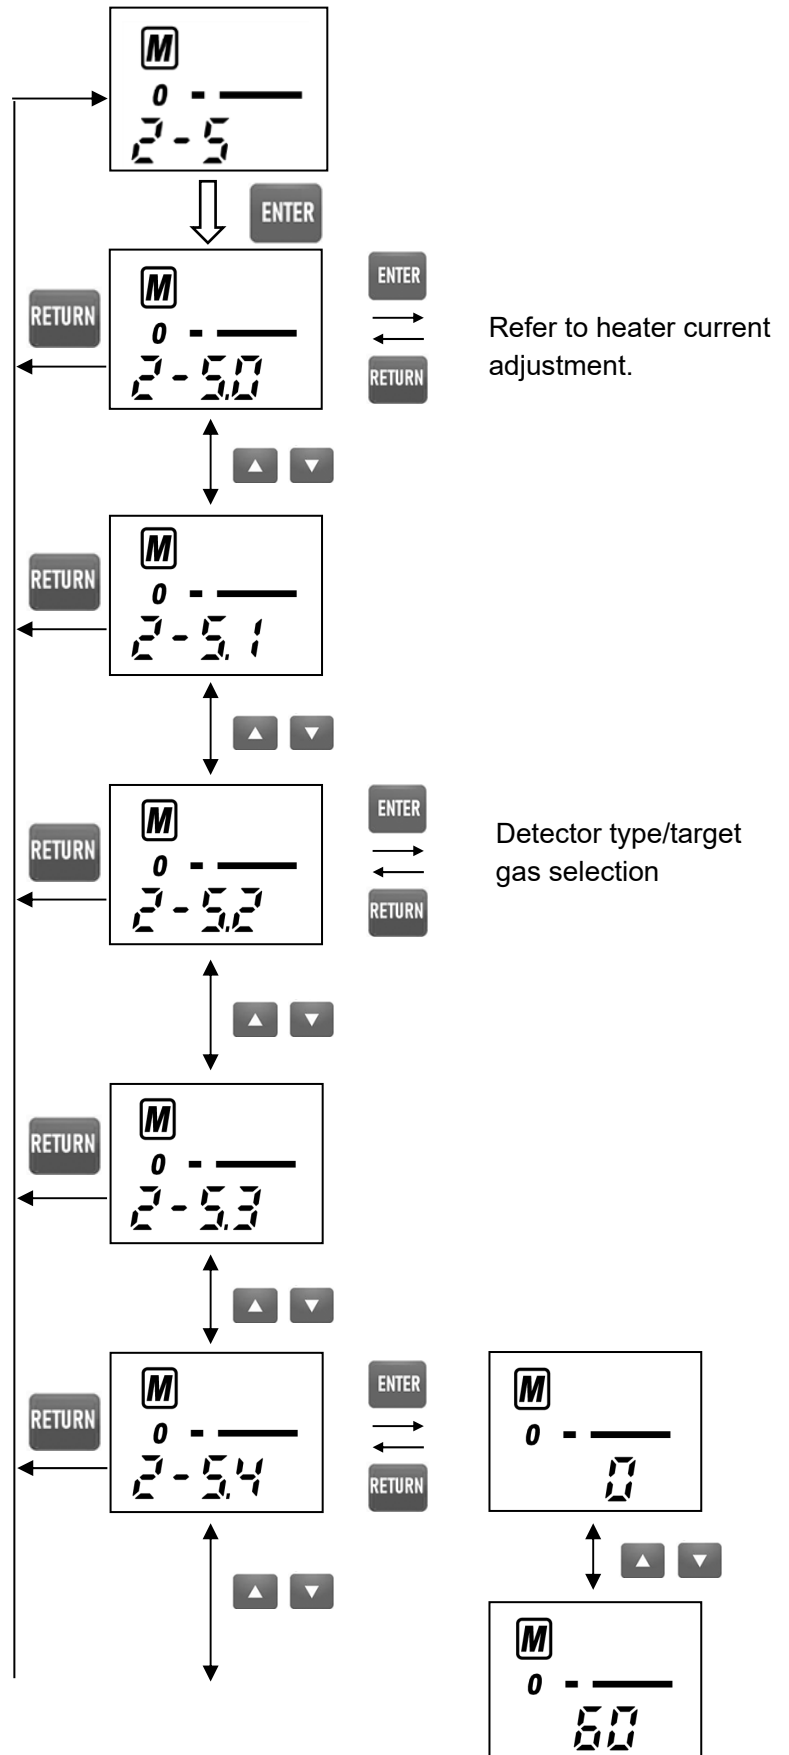 M
0
2-5
ENTER
M
0
2-5.0
RETURN
ENTER
RETURN
Refer to heater current
adjustment.
M
0
2-5.1
RETURN
M
0
2-5.2
RETURN
ENTER
RETURN
Detector type/target
gas selection
M
0
2-5.3
RETURN
M
0
2-5.4
RETURN
ENTER
RETURN
M
0
0
M
0
60